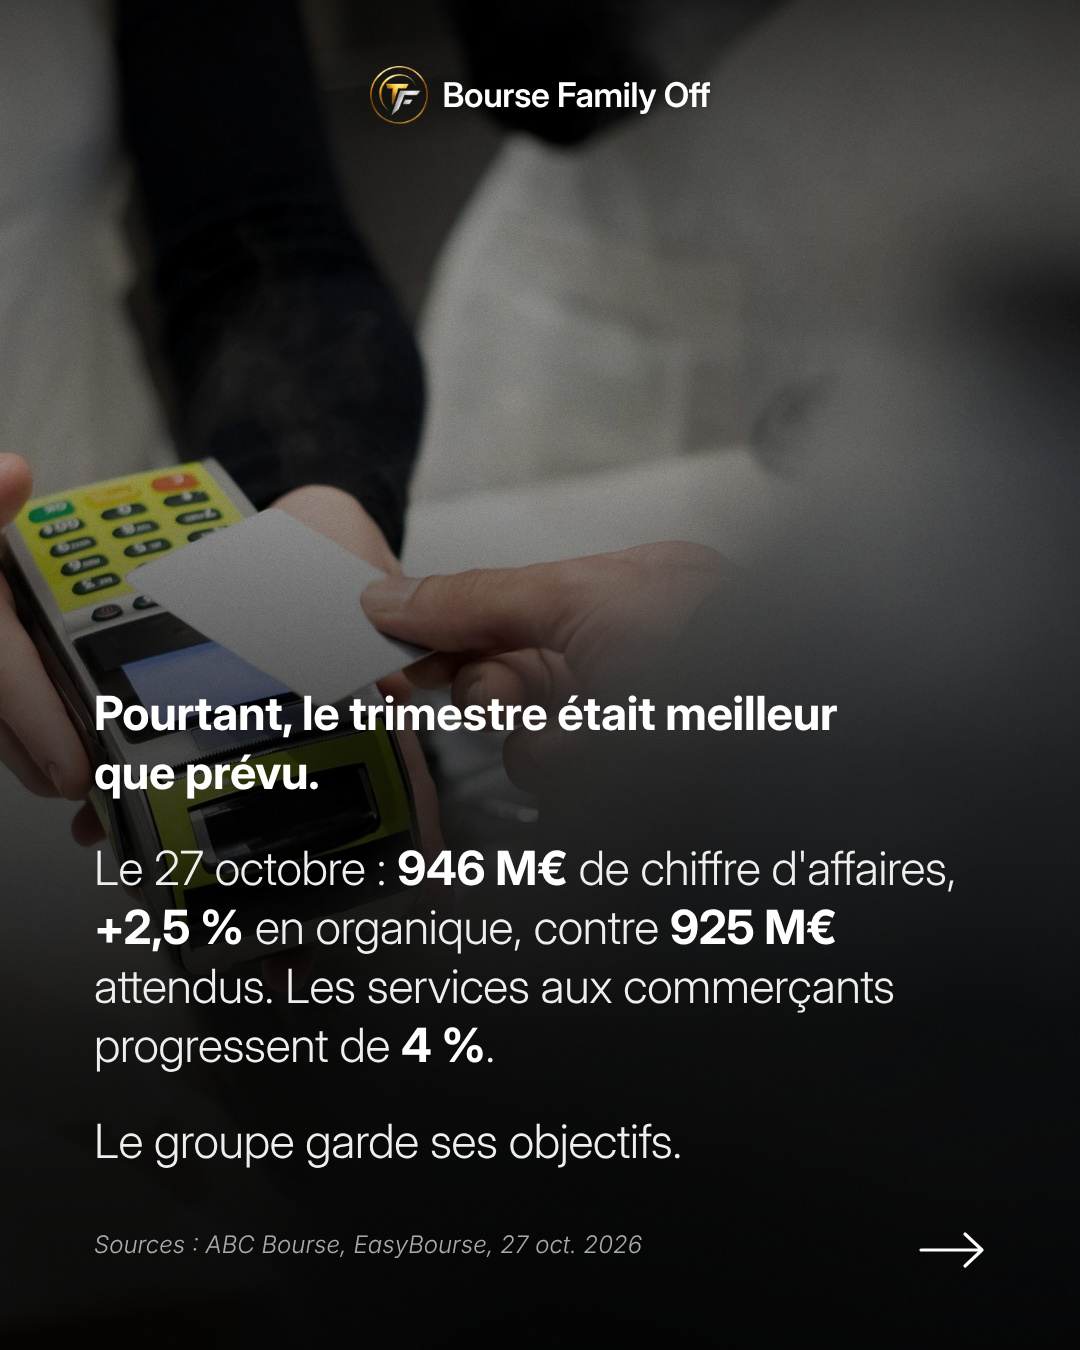 Bourse Family Off
Pourtant, le trimestre était meilleur
que prévu.
Le 27 octobre : 946 M€ de chiffre d'affaires,
+2,5 % en organique, contre 925 M€
attendus. Les services aux commerçants
progressent de 4 %.
Le groupe garde ses objectifs.
Sources : ABC Bourse, EasyBourse, 27 oct. 2026